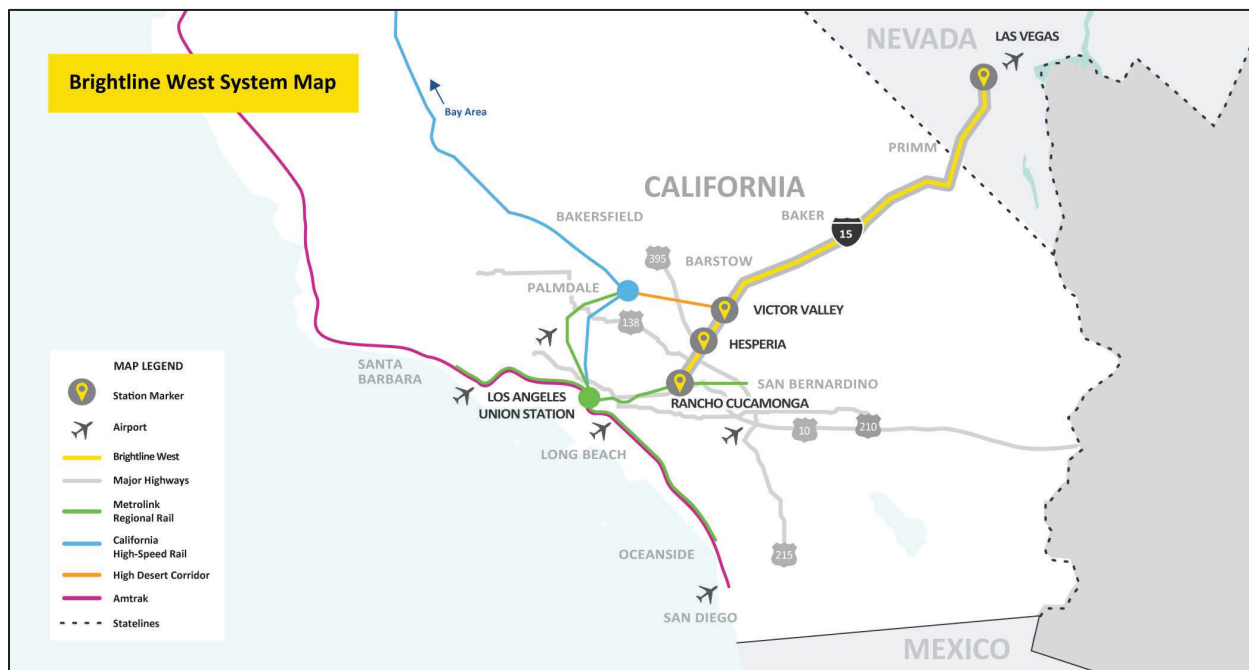 Brightline West System Map
NEVADA
LAS VEGAS
Bay Area
PRIMM
CALIFORNIA
BAKERSFIELD
BAKER
15
395
BARSTOW
PALMDALE
138
VICTOR VALLEY
HESPERIA
SANTA
BARBARA
SAN BERNARDINO
LOS ANGELES
UNION STATION
RANCHO CUCAMONGA
10
210
LONG BEACH
OCEANSIDE
215
SAN DIEGO
MEXICO
MAP LEGEND
Station Marker
Airport
Brightline West
Major Highways
Metrolink
Regional Rail
California
High-Speed Rail
High Desert Corridor
Amtrak
Statelines